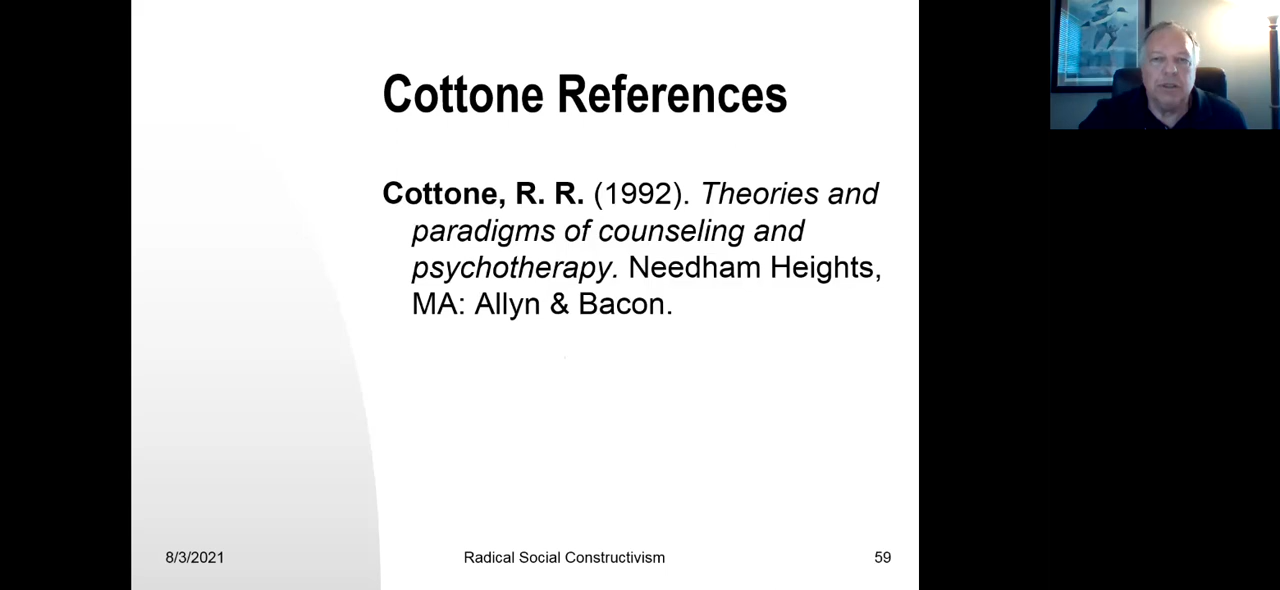 Cottone References
Cottone, R. R. (1992). Theories and
paradigms of counseling and
psychotherapy. Needham Heights,
MA: Allyn & Bacon.
8/3/2021
Radical Social Constructivism
59